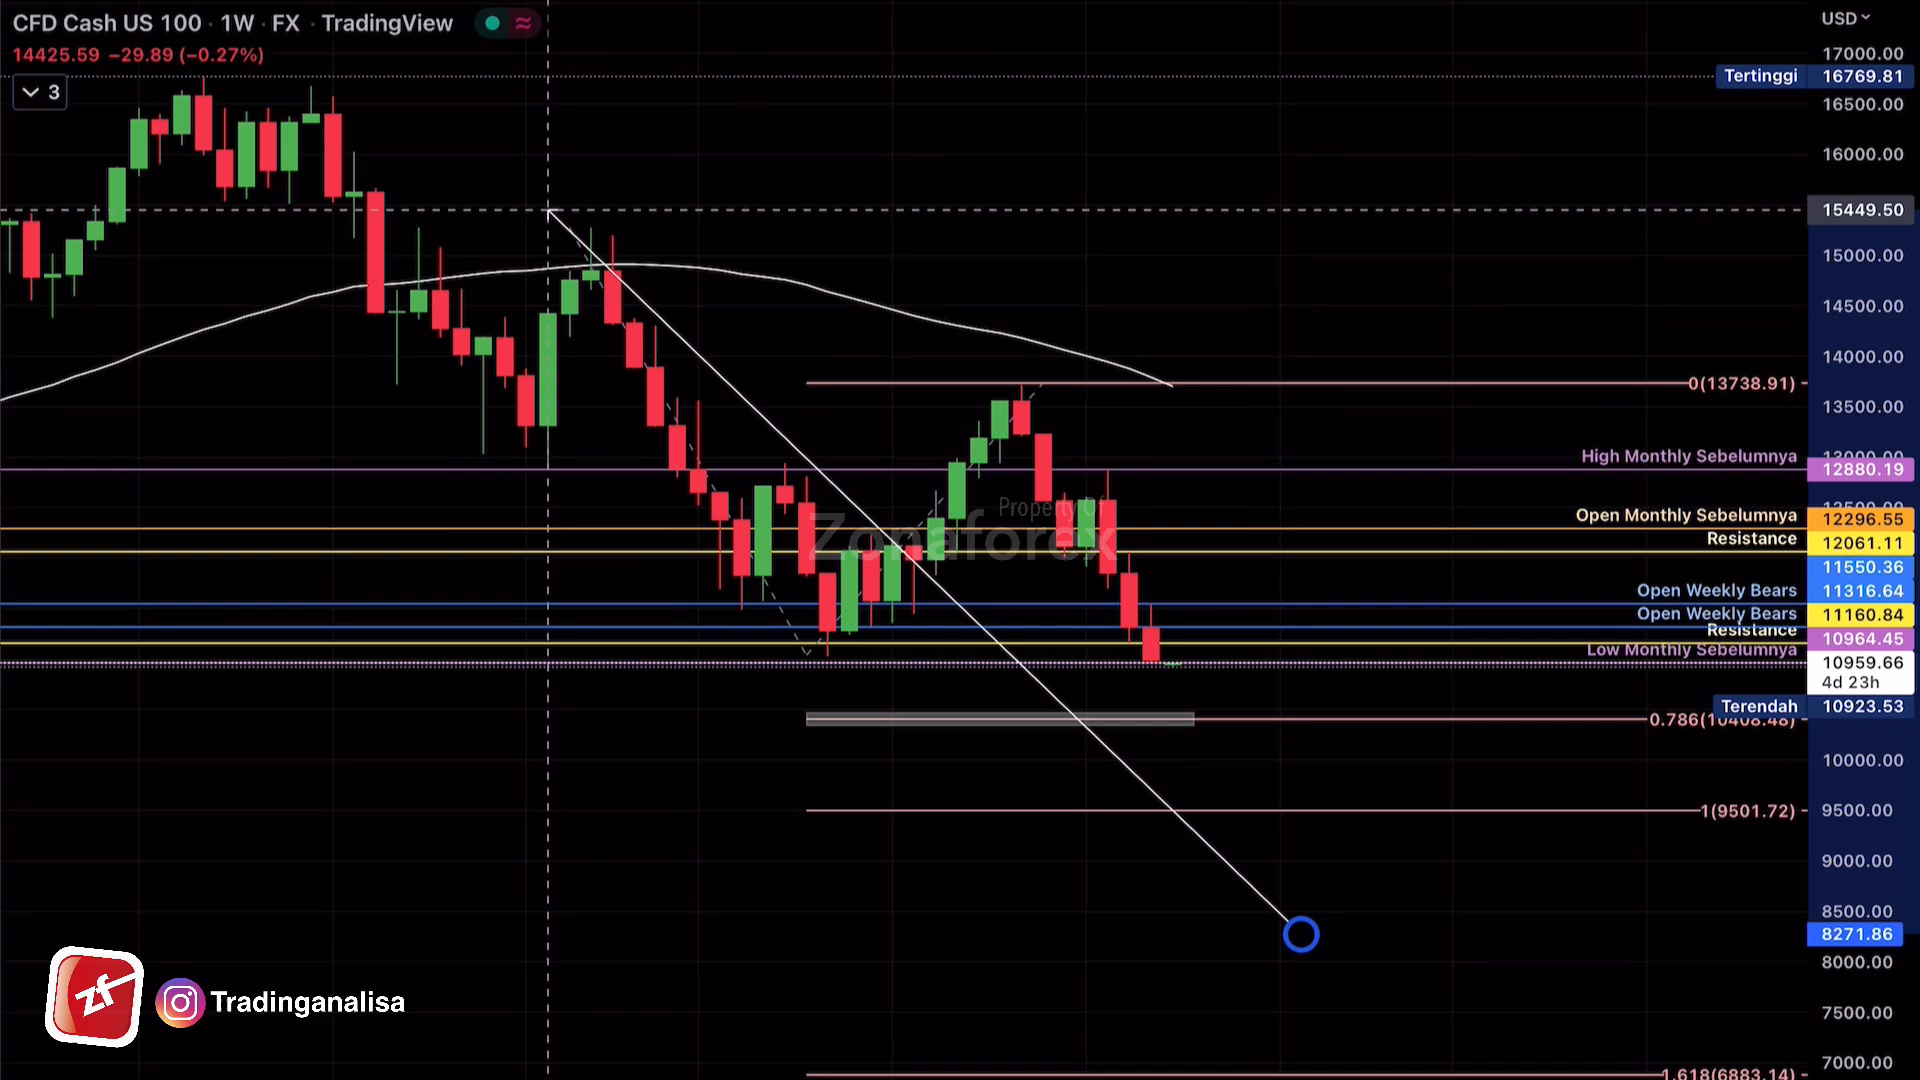 CFD Cash US 100 · 1W · FX · TradingView
USD
14425.59 −29.89 (−0.27%)
17000.00
Tertinggi 16769.81
3
16500.00
16000.00
15449.50
15000.00
14500.00
14000.00
0(13738.91)
13500.00
High Monthly Sebelumnya
13000.00
12880.19
Property Of
Zonaforex
Open Monthly Sebelumnya 12296.55
Resistance 12061.11
11550.36
Open Weekly Bears 11316.64
Open Weekly Bears 11160.84
Resistance 10964.45
Low Monthly Sebelumnya
10959.66
4d 23h
Terendah 10923.53
0.786(10408.48)
10000.00
1(9501.72) 9500.00
9000.00
8500.00
8271.86
8000.00
zf
Tradinganalisa
7500.00
7000.00
1.618(6883.14)